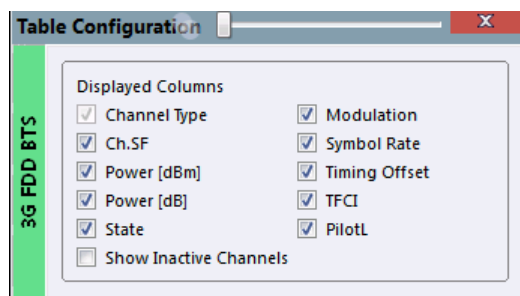 Table Configuration
x
3G FDD BTS
Displayed Columns
Channel Type
Modulation
Ch.SF
Symbol Rate
Power [dBm]
Timing Offset
Power [dB]
TFCI
State
PilotL
Show Inactive Channels